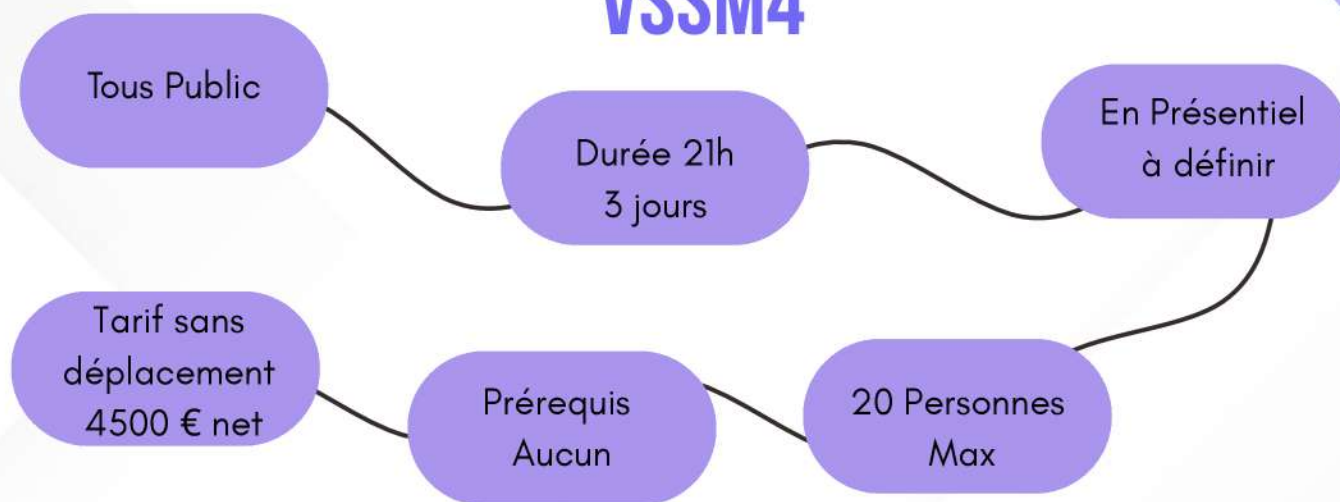 VSSM4
Tous Public
Durée 21h
3 jours
En Présentiel
à définir
20 Personnes
Max
Prérequis
Aucun
Tarif sans
déplacement
4500 € net